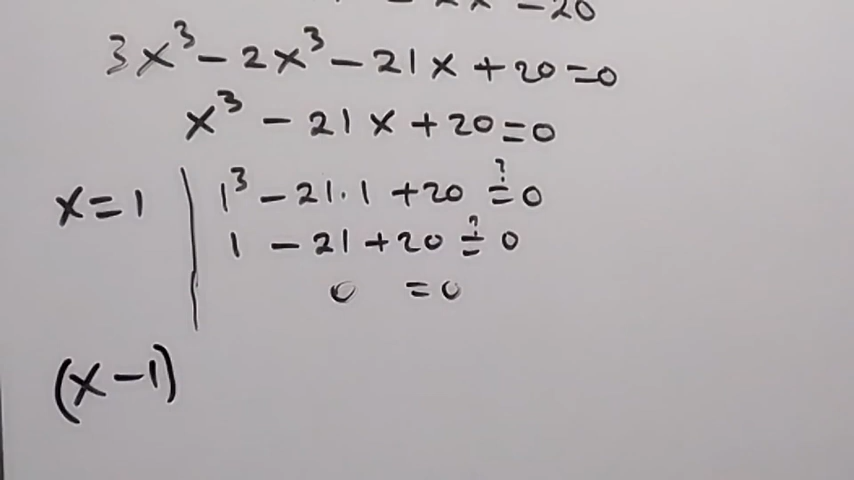 - 20
3x³ - 2x³ - 21x + 20 = 0
x³ - 21x + 20 = 0
x = 1 | 1³ - 21.1 + 20 ≟ 0
1 - 21 + 20 ≟ 0
0 = 0
(x - 1)